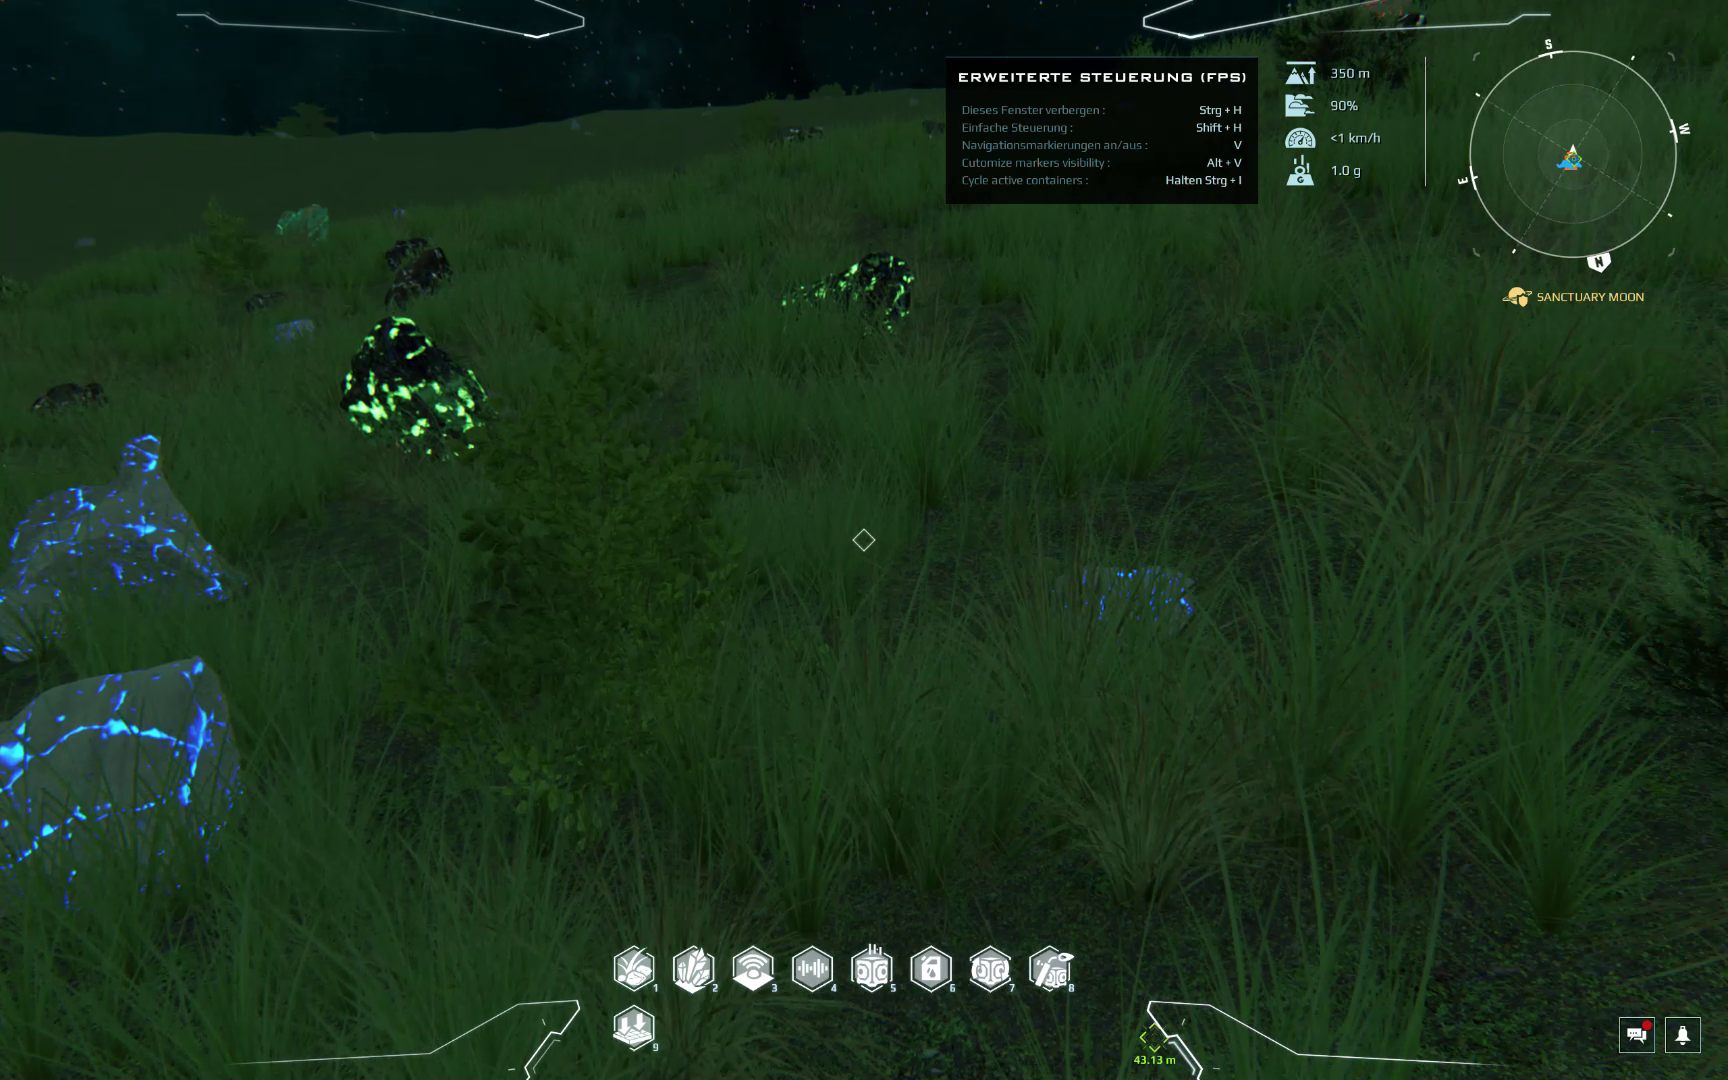 ERWEITERTE STEUERUNG (FPS)
Dieses Fenster verbergen : Strg + H
Einfache Steuerung : Shift + H
Navigationsmarkierungen an/aus : V
Cutomize markers visibility : Alt + V
Cycle active containers : Halten Strg + I
350 m
90%
<1 km/h
G 1.0 g
S
W
E
N
SANCTUARY MOON
1 2 3 4 5 6 7 8
9
43.13 m